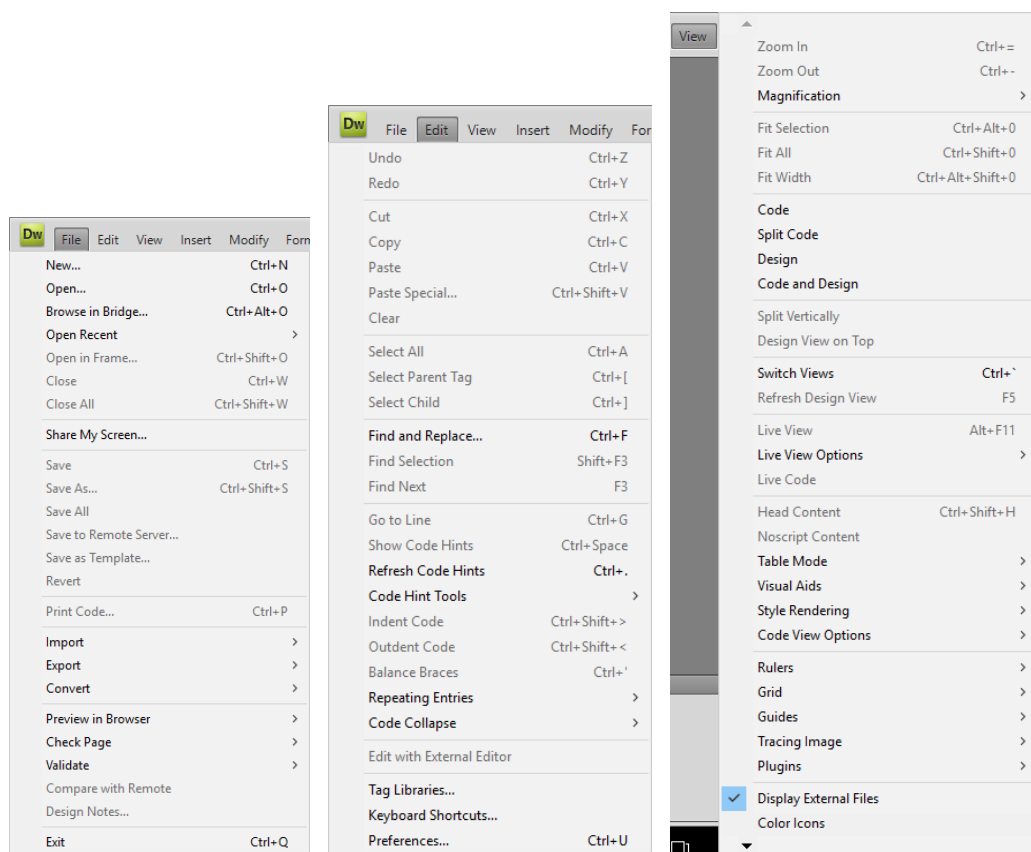 Dw File Edit View Insert Modify Form
New... Ctrl+N
Open... Ctrl+O
Browse in Bridge... Ctrl+Alt+O
Open Recent >
Open in Frame... Ctrl+Shift+O
Close Ctrl+W
Close All Ctrl+Shift+W
Share My Screen...
Save Ctrl+S
Save As... Ctrl+Shift+S
Save All
Save to Remote Server...
Save as Template...
Revert
Print Code... Ctrl+P
Import >
Export >
Convert >
Preview in Browser >
Check Page >
Validate >
Compare with Remote
Design Notes...
Exit Ctrl+Q
Dw File Edit View Insert Modify For
Undo Ctrl+Z
Redo Ctrl+Y
Cut Ctrl+X
Copy Ctrl+C
Paste Ctrl+V
Paste Special... Ctrl+Shift+V
Clear
Select All Ctrl+A
Select Parent Tag Ctrl+[
Select Child Ctrl+]
Find and Replace... Ctrl+F
Find Selection Shift+F3
Find Next F3
Go to Line Ctrl+G
Show Code Hints Ctrl+Space
Refresh Code Hints Ctrl+.
Code Hint Tools >
Indent Code Ctrl+Shift+>
Outdent Code Ctrl+Shift+<
Balance Braces Ctrl+'
Repeating Entries >
Code Collapse >
Edit with External Editor
Tag Libraries...
Keyboard Shortcuts...
Preferences... Ctrl+U
View
Zoom In Ctrl+=
Zoom Out Ctrl+-
Magnification >
Fit Selection Ctrl+Alt+0
Fit All Ctrl+Shift+0
Fit Width Ctrl+Alt+Shift+0
Code
Split Code
Design
Code and Design
Split Vertically
Design View on Top
Switch Views Ctrl+`
Refresh Design View F5
Live View Alt+F11
Live View Options >
Live Code
Head Content Ctrl+Shift+H
Noscript Content
Table Mode >
Visual Aids >
Style Rendering >
Code View Options >
Rulers >
Grid >
Guides >
Tracing Image >
Plugins >
Display External Files
Color Icons